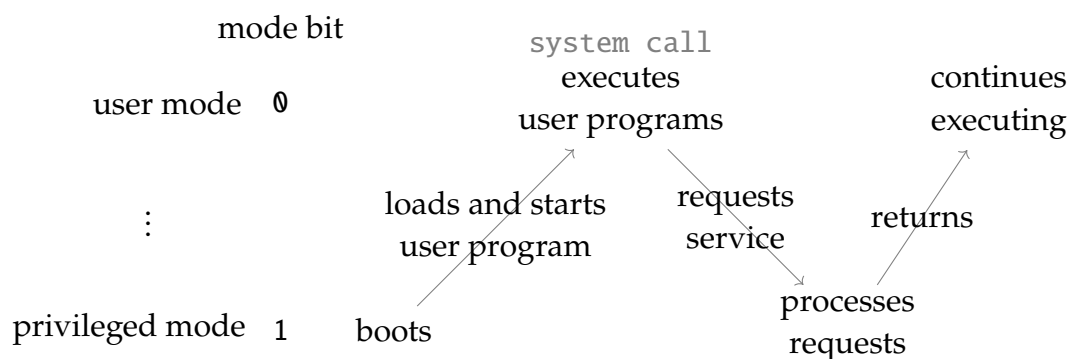 mode bit
system call
executes
user programs
continues
executing
user mode 0
loads and starts
user program
requests
service
returns
⋮
privileged mode 1
boots
processes
requests